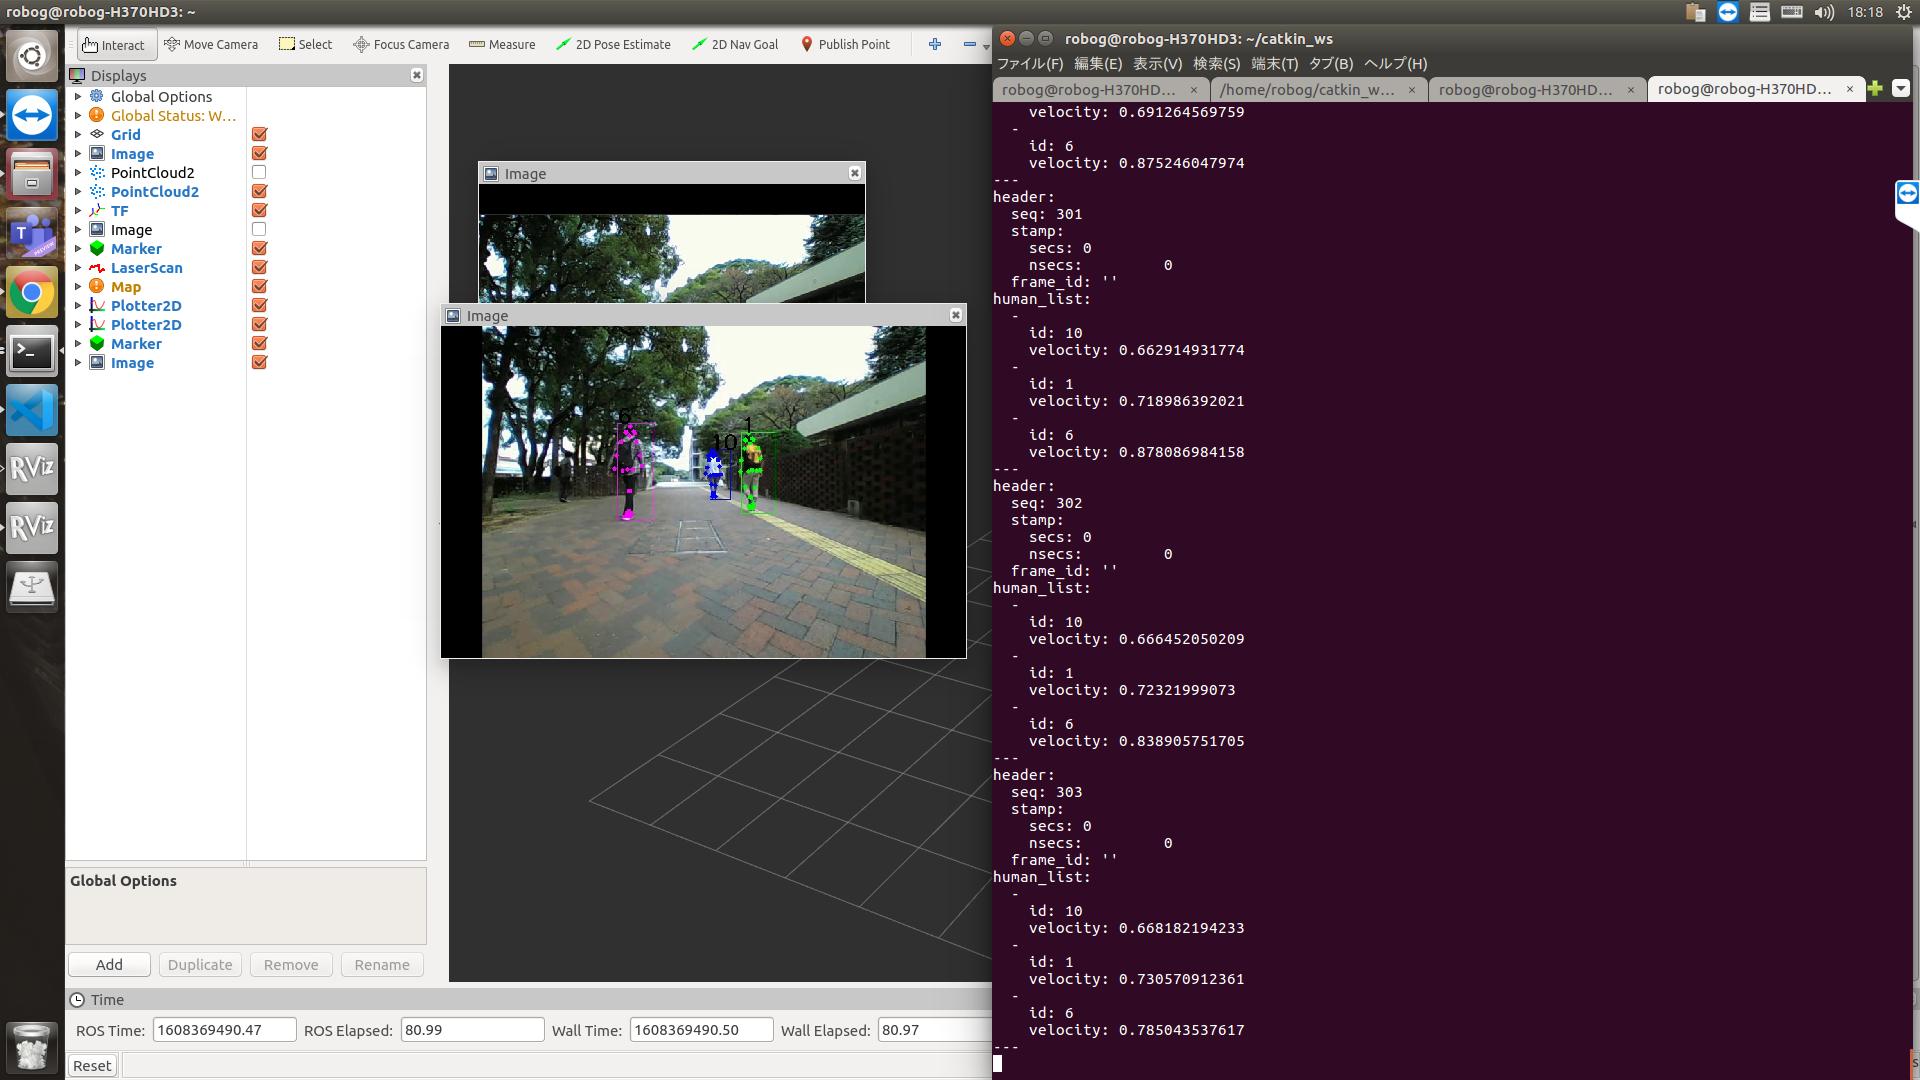 robog@robog-H370HD3: ~
18:18
Interact
Move Camera
Select
Focus Camera
Measure
2D Pose Estimate
2D Nav Goal
Publish Point
Displays
Global Options
Global Status: W...
Grid
Image
PointCloud2
PointCloud2
TF
Image
Marker
LaserScan
Map
Plotter2D
Plotter2D
Marker
Image
Global Options
Add
Duplicate
Remove
Rename
Time
ROS Time:
1608369490.47
ROS Elapsed:
80.99
Wall Time:
1608369490.50
Wall Elapsed:
80.97
Reset
T
PREVIEW
RViz
RViz
Image
Image
6
10
1
robog@robog-H370HD3: ~/catkin_ws
ファイル(F) 編集(E) 表示(V) 検索(S) 端末(T) タブ(B) ヘルプ(H)
robog@robog-H370HD...
/home/robog/catkin_w...
robog@robog-H370HD...
robog@robog-H370HD...
velocity: 0.691264569759
-
id: 6
velocity: 0.875246047974
---
header:
seq: 301
stamp:
secs: 0
nsecs: 0
frame_id: ''
human_list:
-
id: 10
velocity: 0.662914931774
-
id: 1
velocity: 0.718986392021
-
id: 6
velocity: 0.878086984158
---
header:
seq: 302
stamp:
secs: 0
nsecs: 0
frame_id: ''
human_list:
-
id: 10
velocity: 0.666452050209
-
id: 1
velocity: 0.72321999073
-
id: 6
velocity: 0.838905751705
---
header:
seq: 303
stamp:
secs: 0
nsecs: 0
frame_id: ''
human_list:
-
id: 10
velocity: 0.668182194233
-
id: 1
velocity: 0.730570912361
-
id: 6
velocity: 0.785043537617
---